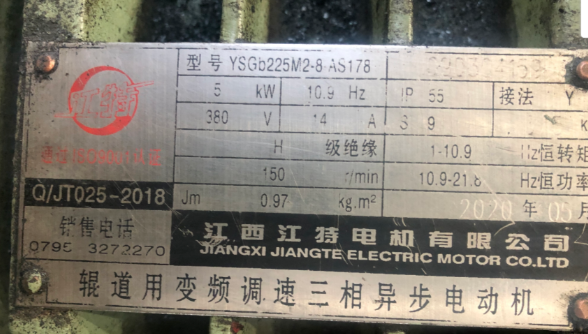 型号 YSGb225M2-8 AS178
5 kW 10.9 Hz IP 55 接法 Y
380 V 14 A S 9
H 级绝缘 1-10.9 Hz恒转矩
150 r/min 10.9-21.8 Hz恒功率
Q/JT025-2018 Jm 0.97 kg.m²
2020 年 05 月
销售电话
0795 3272270
江西江特电机有限公司
JIANGXI JIANGTE ELECTRIC MOTOR CO.LTD
辊道用变频调速三相异步电动机